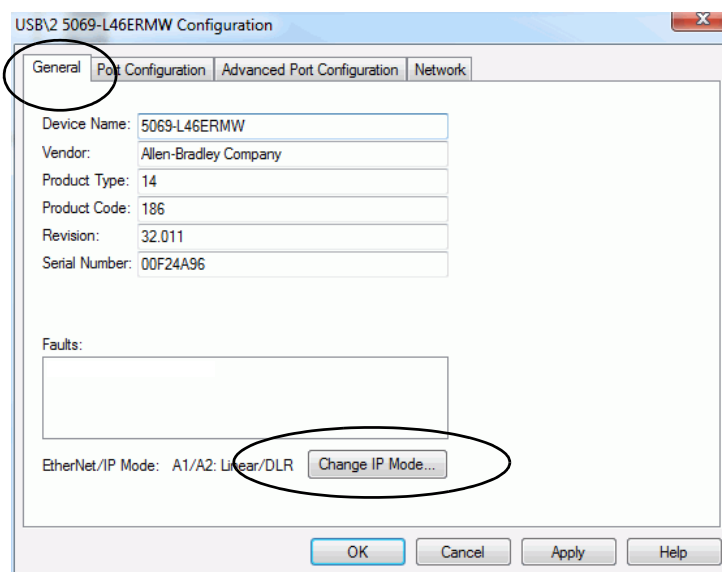 USB\2 5069-L46ERMW Configuration
X
General Port Configuration Advanced Port Configuration Network
Device Name: 5069-L46ERMW
Vendor: Allen-Bradley Company
Product Type: 14
Product Code: 186
Revision: 32.011
Serial Number: 00F24A96
Faults:
EtherNet/IP Mode: A1/A2: Linear/DLR Change IP Mode...
OK Cancel Apply Help